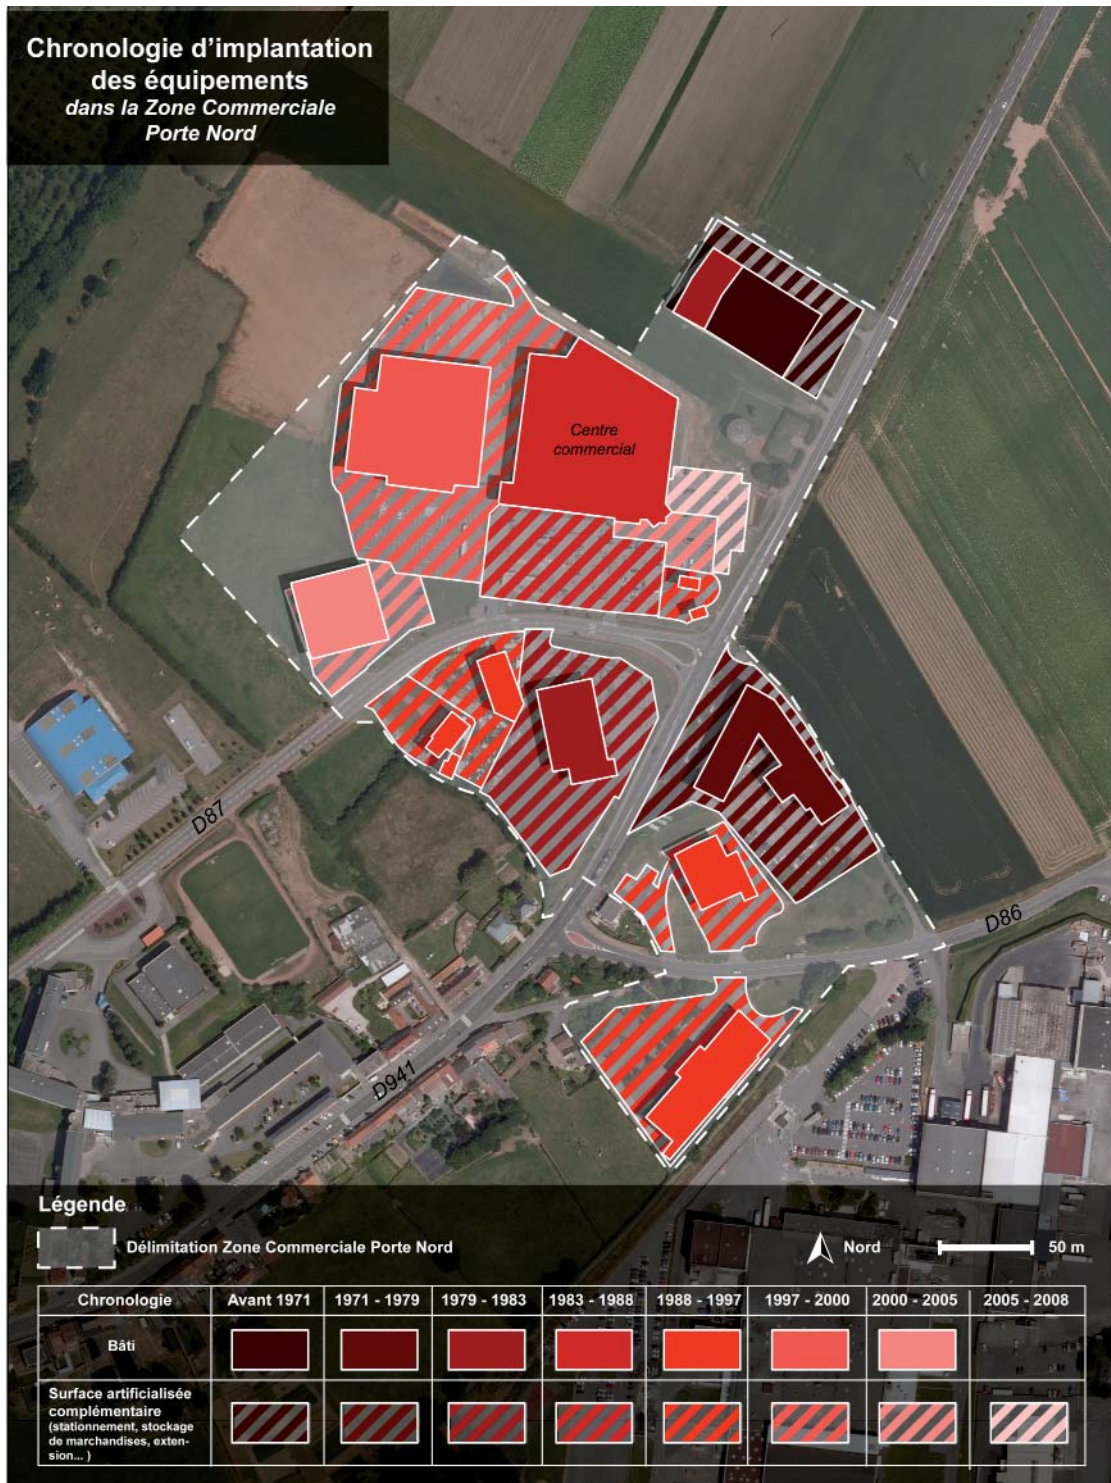 Chronologie d’implantation
des équipements
dans la Zone Commerciale
Porte Nord
Centre
commercial
D87
D86
D941
Légende
Délimitation Zone Commerciale Porte Nord
Nord
50 m
Chronologie
Avant 1971
1971 - 1979
1979 - 1983
1983 - 1988
1988 - 1997
1997 - 2000
2000 - 2005
2005 - 2008
Bâti
Surface artificialisée
complémentaire
(stationnement, stockage
de marchandises, exten-
sion... )